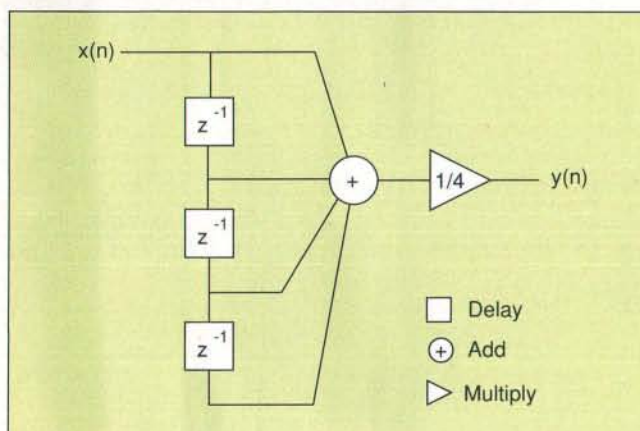 x(n)
z⁻¹
+
1/4
y(n)
z⁻¹
z⁻¹
Delay
+ Add
Multiply